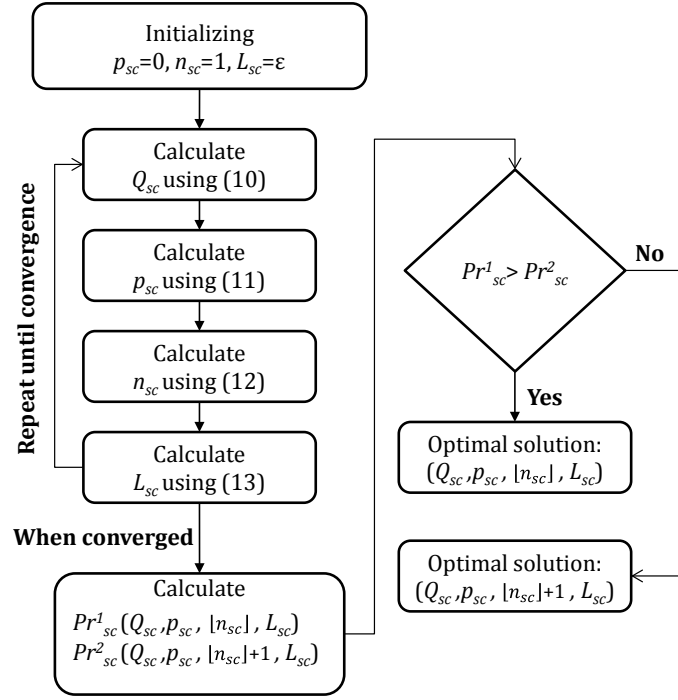 Initializing
p_sc=0, n_sc=1, L_sc=ε
Calculate
Q_sc using (10)
Calculate
p_sc using (11)
Calculate
n_sc using (12)
Calculate
L_sc using (13)
Repeat until convergence
When converged
Calculate
Pr¹_sc(Q_sc,p_sc, ⌊n_sc⌋, L_sc)
Pr²_sc(Q_sc,p_sc, ⌊n_sc⌋+1, L_sc)
Pr¹_sc> Pr²_sc
No
Yes
Optimal solution:
(Q_sc,p_sc, ⌊n_sc⌋, L_sc)
Optimal solution:
(Q_sc,p_sc, ⌊n_sc⌋+1, L_sc)